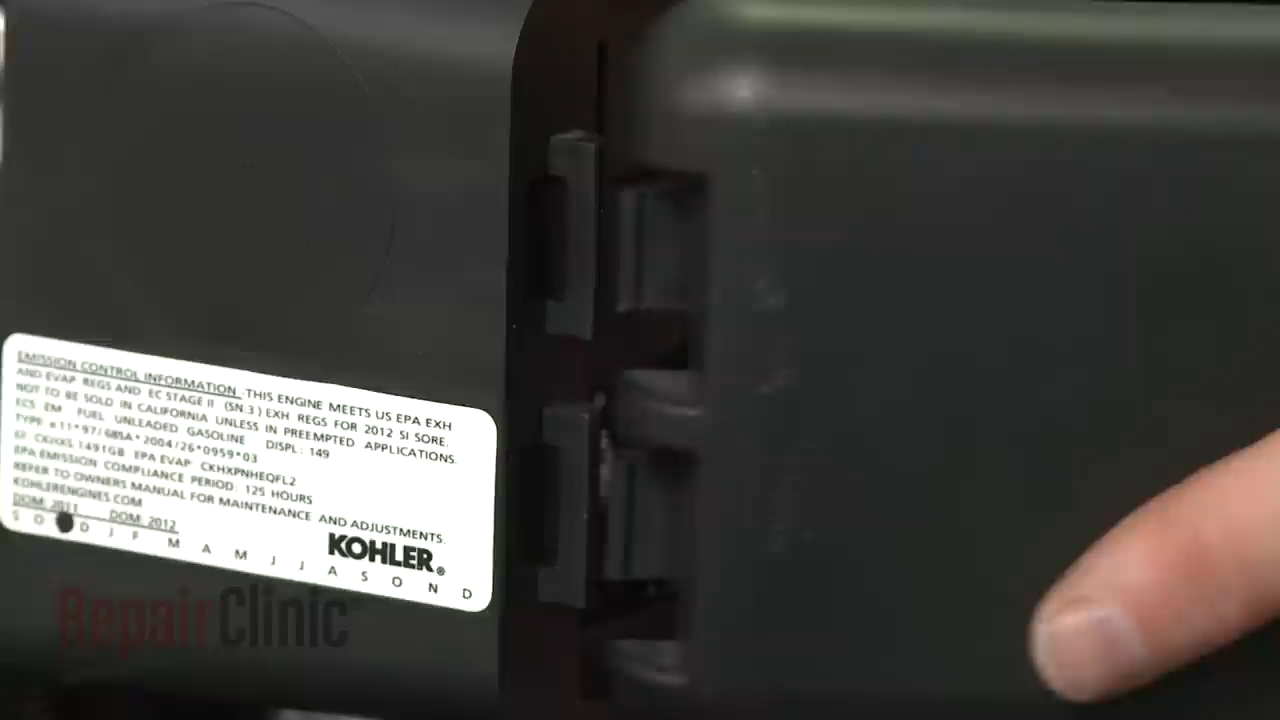 EMISSION CONTROL INFORMATION THIS ENGINE MEETS US EPA EXH
AND EVAP REGS AND EC STAGE II (SN:3) EXH REGS FOR 2012 SI SORE.
NOT TO BE SOLD IN CALIFORNIA UNLESS IN PREEMPTED APPLICATIONS.
ECS EM FUEL UNLEADED GASOLINE DISPL: 149
TYPE e11*97/68SA*2004/26*0959*03
EF CKHXS.1491GB EPA EVAP: CKHXPNHEQFL2
EPA EMISSION COMPLIANCE PERIOD: 125 HOURS
REFER TO OWNERS MANUAL FOR MAINTENANCE AND ADJUSTMENTS.
KOHLERENGINES.COM
DOM: 2011 DOM: 2012
S O D J F M A M J J A S O N D
KOHLER®
RepairClinic